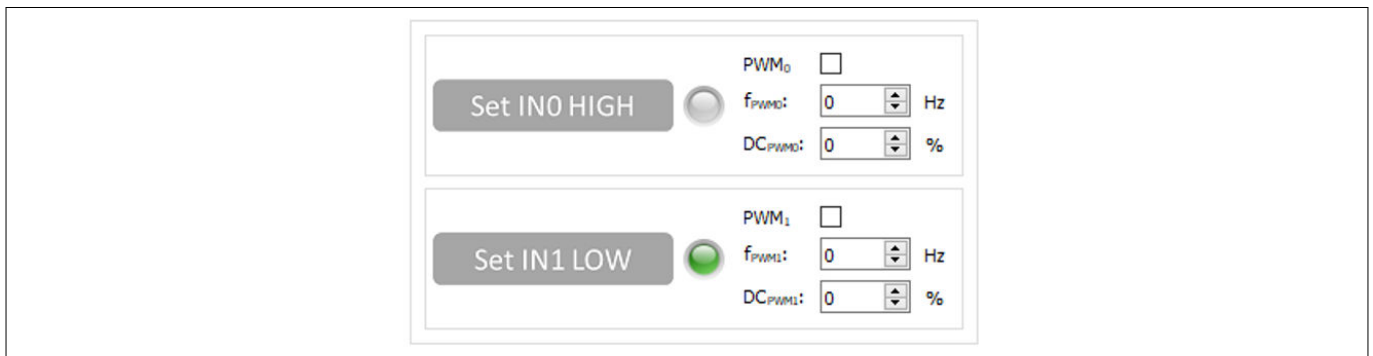 PWM₀
Set IN0 HIGH
fPWM0: 0 Hz
DCPWM0: 0 %
PWM₁
Set IN1 LOW
fPWM1: 0 Hz
DCPWM1: 0 %